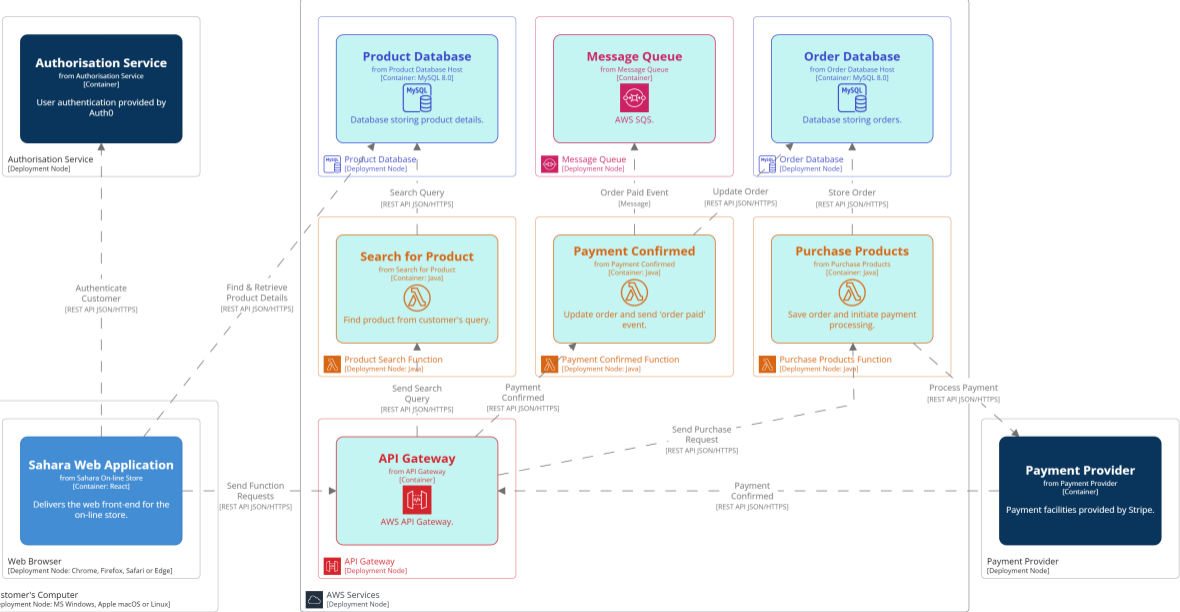 Authorisation Service
from Authorisation Service
[Container]
User authentication provided by
Auth0
Authorisation Service
[Deployment Node]
Product Database
from Product Database Host
[Container: MySQL 8.0]
MySQL
Database storing product details.
MySQL
Product Database
[Deployment Node]
Message Queue
from Message Queue
[Container]
AWS SQS.
Message Queue
[Deployment Node]
Order Database
from Order Database Host
[Container: MySQL 8.0]
MySQL
Database storing orders.
MySQL
Order Database
[Deployment Node]
Search Query
[REST API JSON/HTTPS]
Order Paid Event
[Message]
Update Order
[REST API JSON/HTTPS]
Store Order
[REST API JSON/HTTPS]
Authenticate
Customer
[REST API JSON/HTTPS]
Find & Retrieve
Product Details
[REST API JSON/HTTPS]
Search for Product
from Search for Product
[Container: Java]
Find product from customer's query.
Product Search Function
[Deployment Node: Java]
Payment Confirmed
from Payment Confirmed
[Container: Java]
Update order and send 'order paid'
event.
Payment Confirmed Function
[Deployment Node: Java]
Purchase Products
from Purchase Products
[Container: Java]
Save order and initiate payment
processing.
Purchase Products Function
[Deployment Node: Java]
Send Search
Query
[REST API JSON/HTTPS]
Payment
Confirmed
[REST API JSON/HTTPS]
Process Payment
[REST API JSON/HTTPS]
Send Purchase
Request
[REST API JSON/HTTPS]
Sahara Web Application
from Sahara On-line Store
[Container: React]
Delivers the web front-end for the
on-line store.
Web Browser
[Deployment Node: Chrome, Firefox, Safari or Edge]
stomer's Computer
ployment Node: MS Windows, Apple macOS or Linux]
Send Function
Requests
[REST API JSON/HTTPS]
API Gateway
from API Gateway
[Container]
AWS API Gateway.
API Gateway
[Deployment Node]
AWS Services
[Deployment Node]
Payment
Confirmed
[REST API JSON/HTTPS]
Payment Provider
from Payment Provider
[Container]
Payment facilities provided by Stripe.
Payment Provider
[Deployment Node]